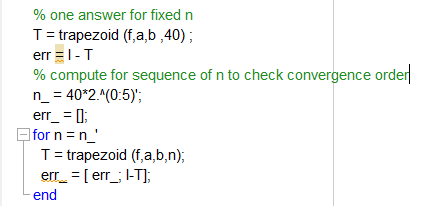 % one answer for fixed n
T = trapezoid (f,a,b ,40) ;
err = I - T
% compute for sequence of n to check convergence order
n_ = 40*2.^(0:5)';
err_ = [];
for n = n_'
T = trapezoid (f,a,b,n);
err_ = [ err_; I-T];
end